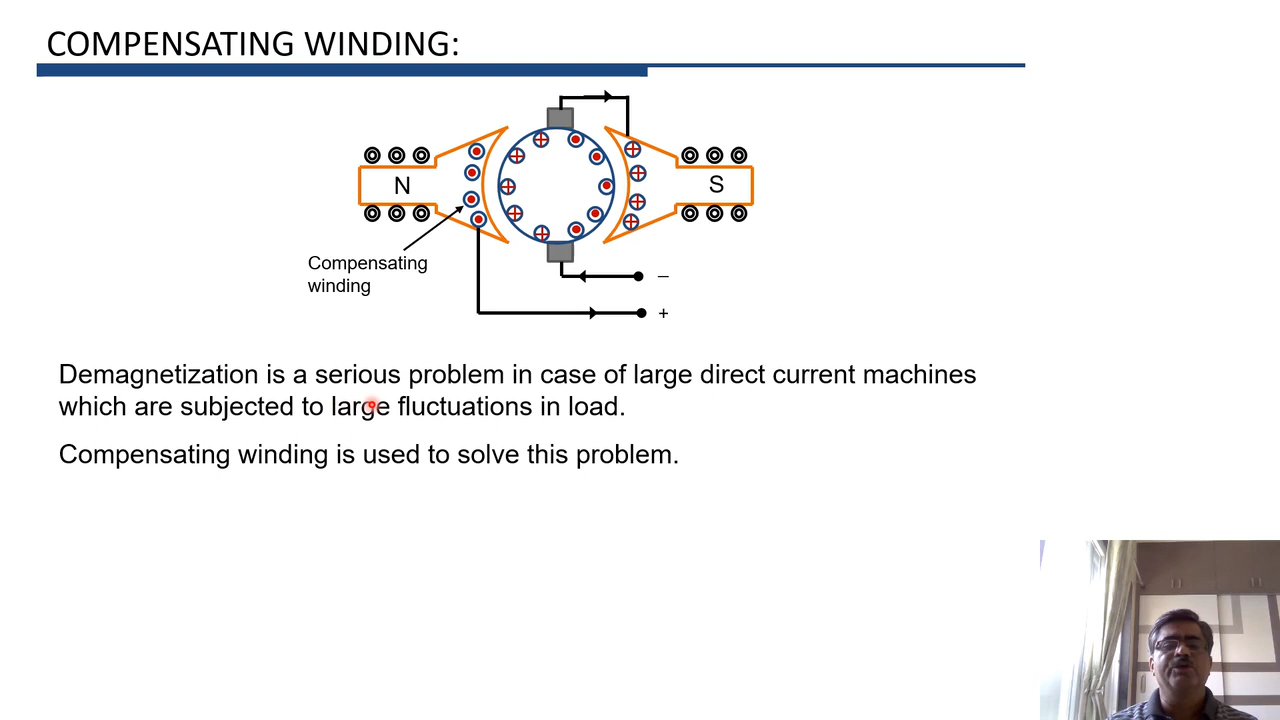 COMPENSATING WINDING:
N
S
Compensating
winding
–
+
Demagnetization is a serious problem in case of large direct current machines
which are subjected to large fluctuations in load.
Compensating winding is used to solve this problem.